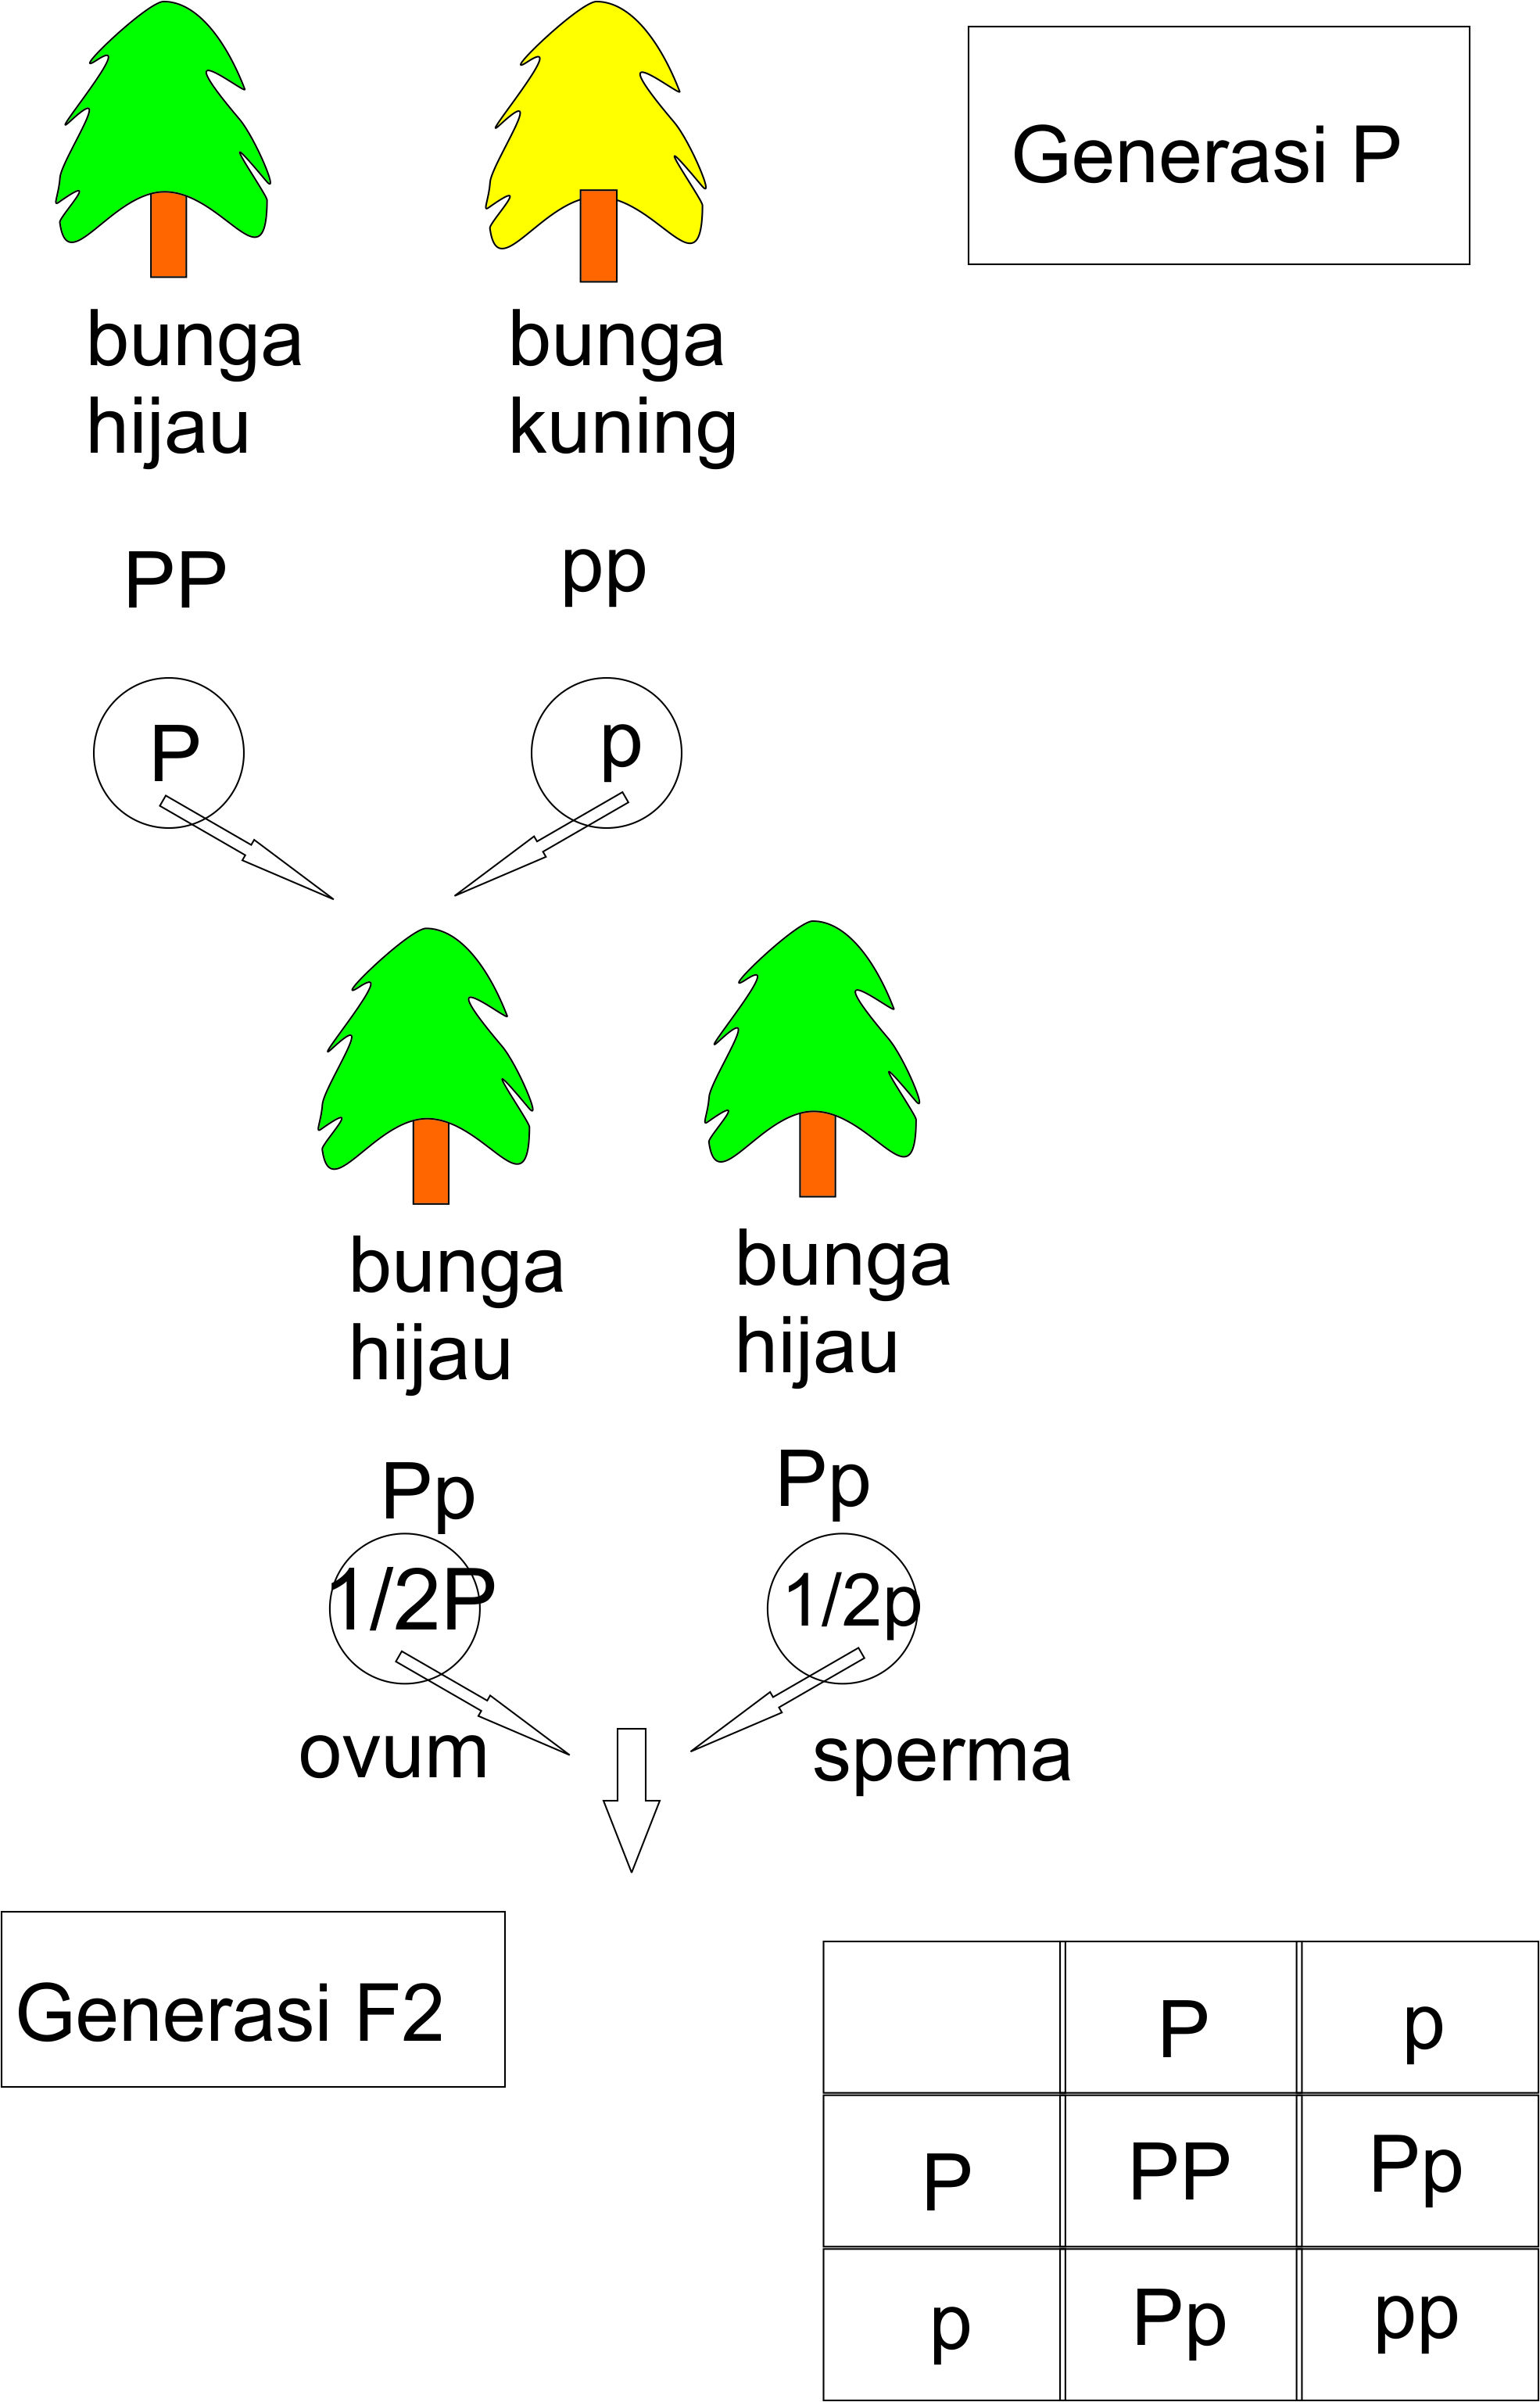 Generasi P
bunga
hijau
bunga
kuning
PP
pp
P
p
bunga
hijau
bunga
hijau
Pp
Pp
1/2P
1/2p
ovum
sperma
Generasi F2
P p
P PP Pp
p Pp pp